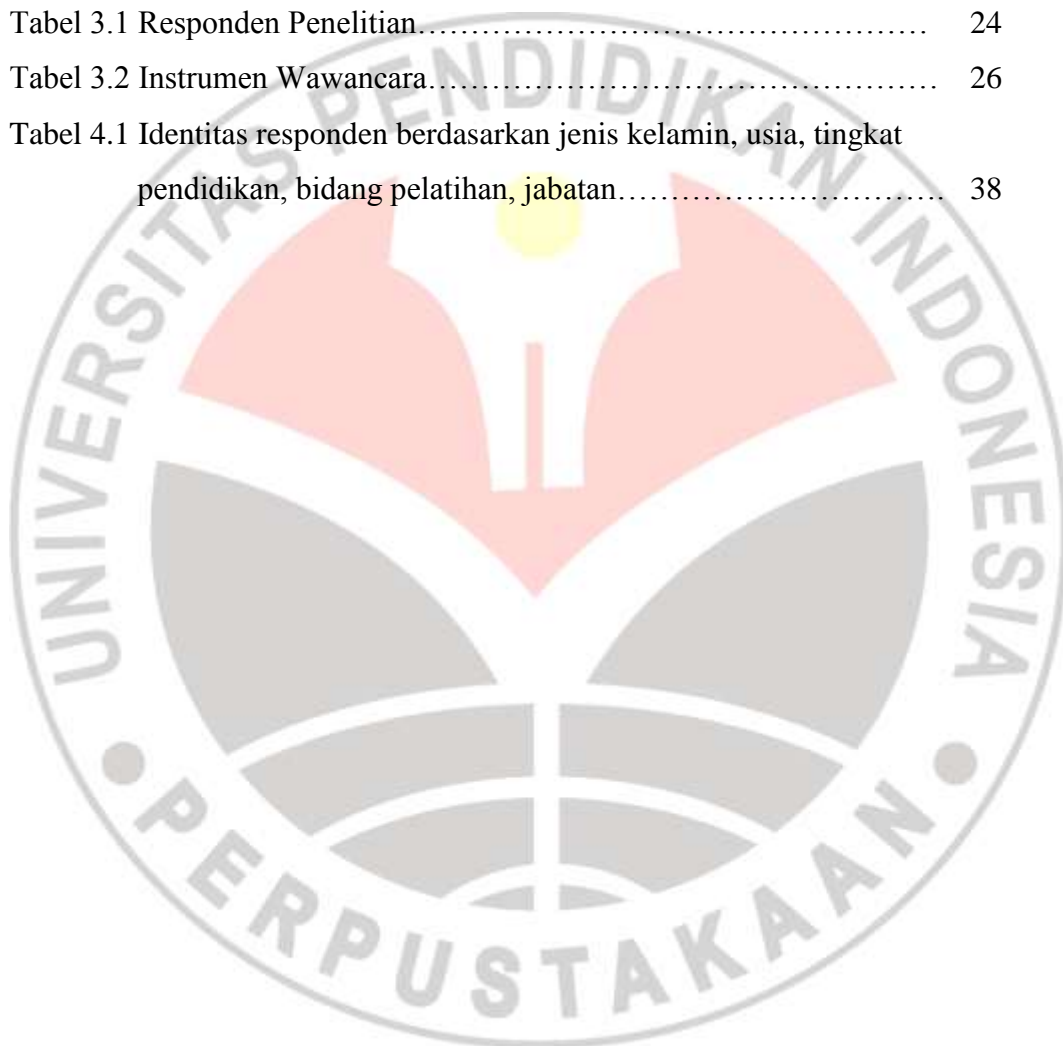 Tabel 3.1 Responden Penelitian…………………………………………… 24
Tabel 3.2 Instrumen Wawancara…………………………………………… 26
Tabel 4.1 Identitas responden berdasarkan jenis kelamin, usia, tingkat
pendidikan, bidang pelatihan, jabatan…………………………. 38
UNIVERSITAS PENDIDIKAN INDONESIA
• PERPUSTAKAAN •